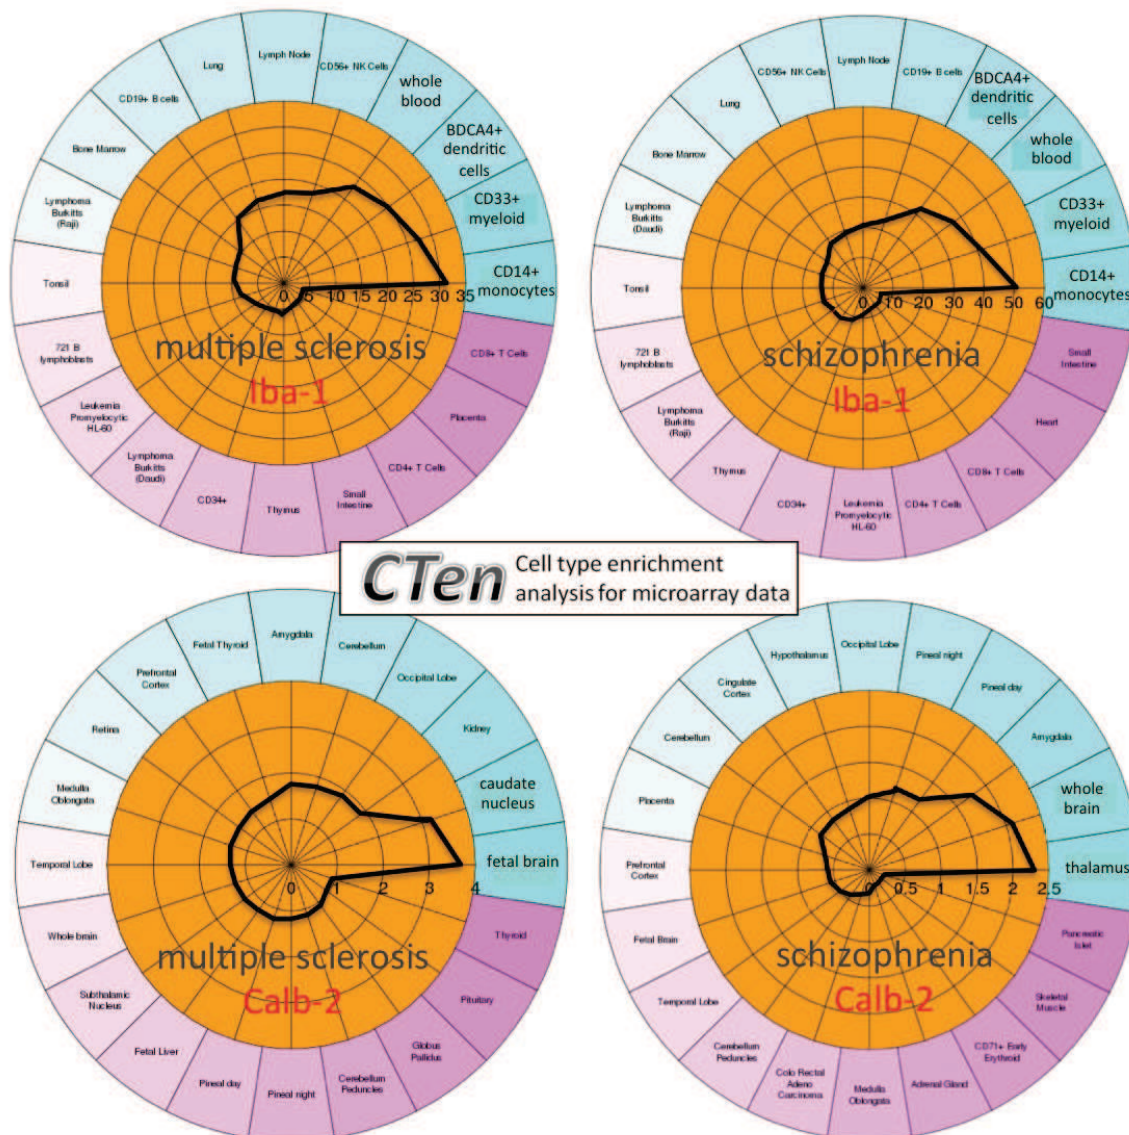 Lymph Node
CD56+ NK Cells
whole
blood
BDCA4+
dendritic
cells
CD33+
myeloid
CD14+
monocytes
CD8+ T Cells
Placenta
CD4+ T Cells
Small
Intestine
Thymus
CD34+
Lymphoma
Burkitts
(Daudi)
Leukemia
Promyelocytic
HL-60
721 B
lymphoblasts
Tonsil
Lymphoma
Burkitts
(Raji)
Bone Marrow
CD19+ B cells
Lung
0 5 10 15 20 25 30 35
multiple sclerosis
Iba-1
Lymph Node
CD19+ B cells
BDCA4+
dendritic
cells
whole
blood
CD33+
myeloid
CD14+
monocytes
Small
Intestine
Heart
CD8+ T Cells
CD4+ T Cells
Leukemia
Promyelocytic
HL-60
CD34+
Thymus
Lymphoma
Burkitts
(Raji)
721 B
lymphoblasts
Tonsil
Lymphoma
Burkitts
(Daudi)
Bone Marrow
Lung
CD56+ NK Cells
0 10 20 30 40 50 60
schizophrenia
Iba-1
CTen
Cell type enrichment
analysis for microarray data
Amygdala
Cerebellum
Occipital Lobe
Kidney
caudate
nucleus
fetal brain
Thyroid
Pituitary
Globus
Pallidus
Cerebellum
Peduncles
Pineal night
Pineal day
Fetal Liver
Subthalamic
Nucleus
Whole brain
Temporal Lobe
Medulla
Oblongata
Retina
Prefrontal
Cortex
Fetal Thyroid
0 1 2 3 4
multiple sclerosis
Calb-2
Occipital Lobe
Pineal night
Pineal day
Amygdala
whole
brain
thalamus
Pancreatic
Islet
Skeletal
Muscle
CD71+ Early
Erythroid
Adrenal Gland
Medulla
Oblongata
Colo Rectal
Adeno
Carcinoma
Cerebellum
Peduncles
Temporal Lobe
Fetal Brain
Prefrontal
Cortex
Placenta
Cerebellum
Cingulate
Cortex
Hypothalamus
0 0.5 1 1.5 2 2.5
schizophrenia
Calb-2